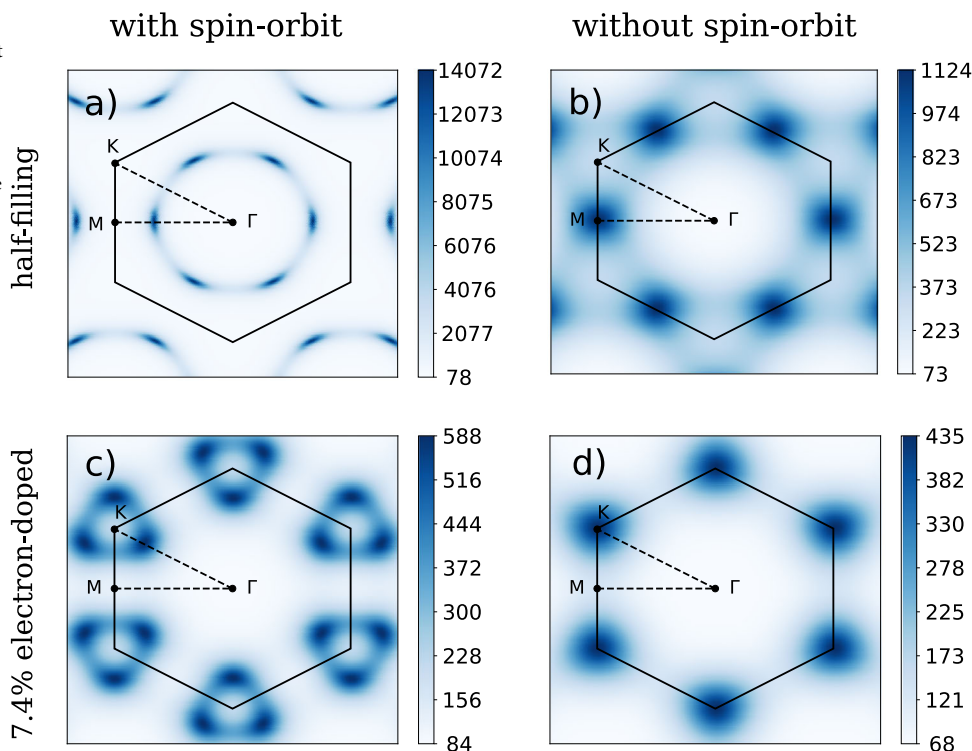 with spin-orbit
without spin-orbit
t
half-filling
a)
K
M
Γ
14072
12073
10074
8075
6076
4076
2077
78
b)
K
M
Γ
1124
974
823
673
523
373
223
73
7.4% electron-doped
c)
K
M
Γ
588
516
444
372
300
228
156
84
d)
K
M
Γ
435
383
330
278
225
173
121
68